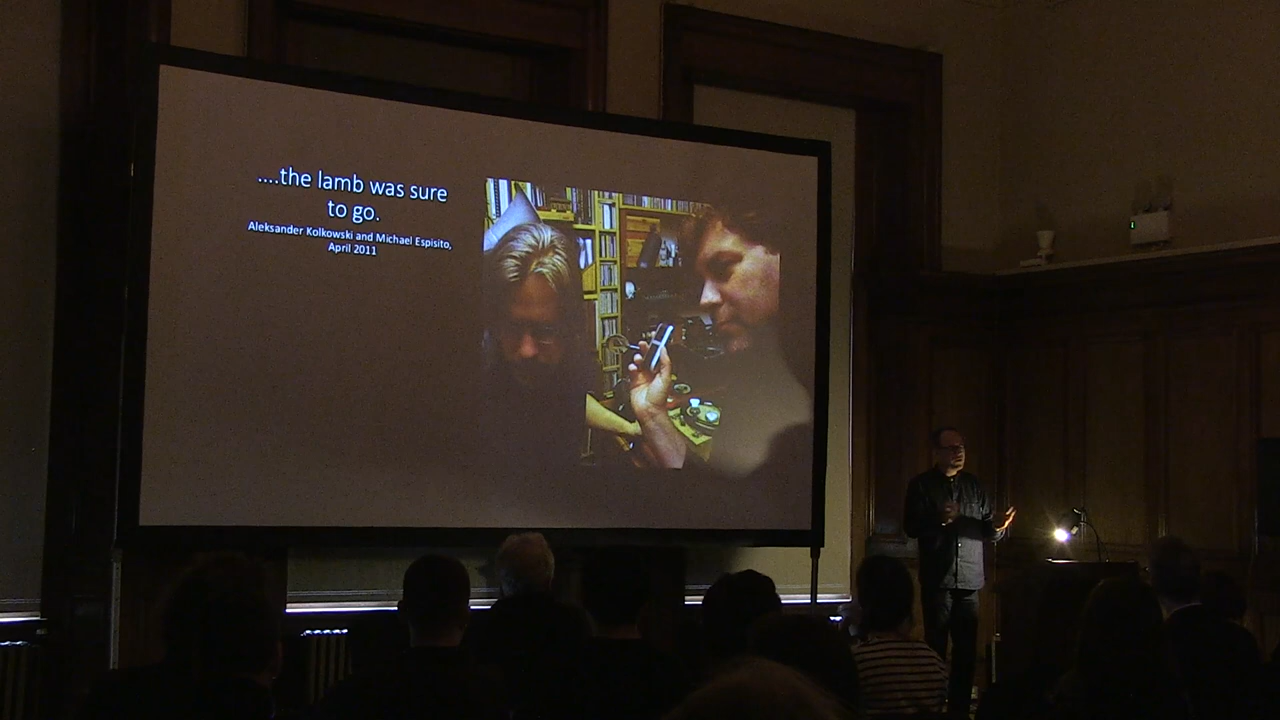 ....the lamb was sure
to go.
Aleksander Kolkowski and Michael Espisito,
April 2011